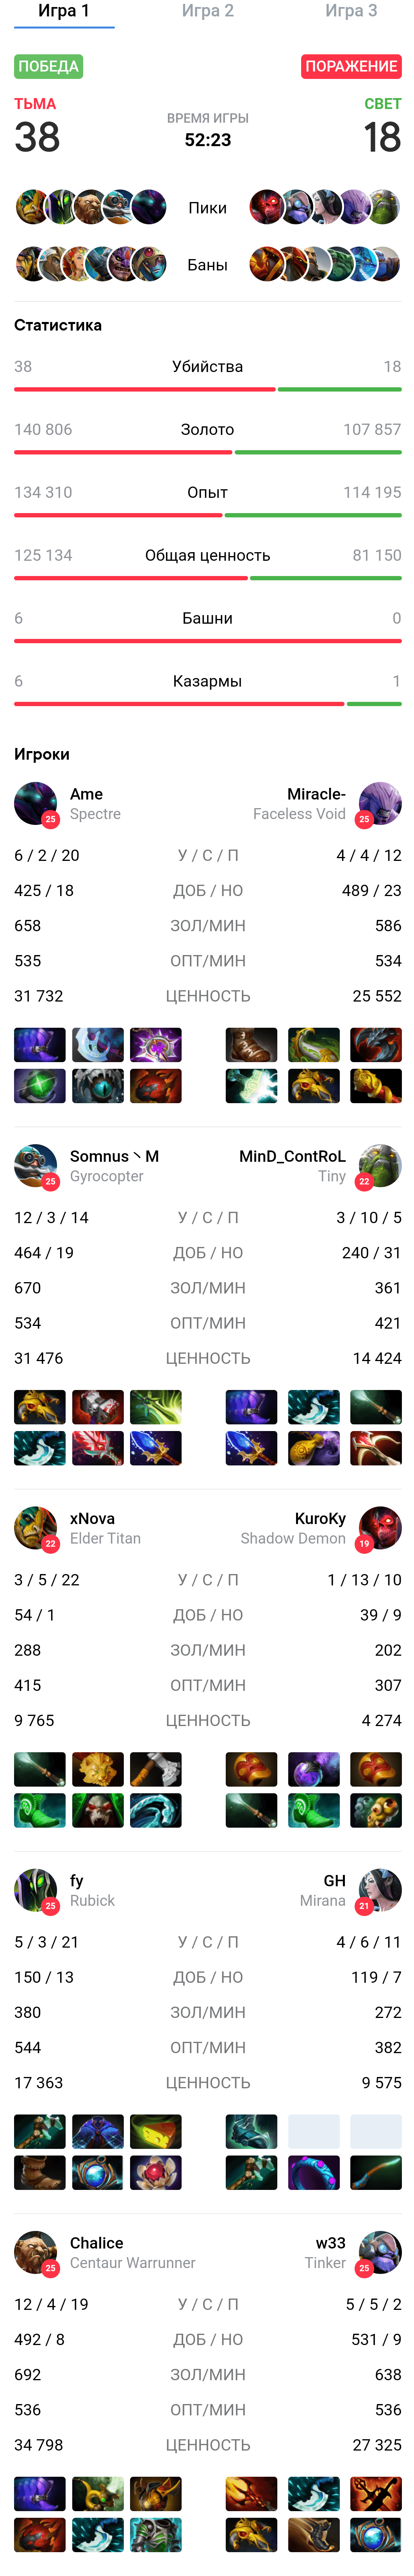 Игра 1 Игра 2 Игра 3
ПОБЕДА ПОРАЖЕНИЕ
ТЬМА ВРЕМЯ ИГРЫ СВЕТ
38 52:23 18
Пики
Баны
Статистика
38 Убийства 18
140 806 Золото 107 857
134 310 Опыт 114 195
125 134 Общая ценность 81 150
6 Башни 0
6 Казармы 1
Игроки
Ame Miracle-
Spectre Faceless Void
25 25
6 / 2 / 20 У / С / П 4 / 4 / 12
425 / 18 ДОБ / НО 489 / 23
658 ЗОЛ/МИН 586
535 ОПТ/МИН 534
31 732 ЦЕННОСТЬ 25 552
Somnus丶M MinD_ContRoL
Gyrocopter Tiny
25 22
12 / 3 / 14 У / С / П 3 / 10 / 5
464 / 19 ДОБ / НО 240 / 31
670 ЗОЛ/МИН 361
534 ОПТ/МИН 421
31 476 ЦЕННОСТЬ 14 424
xNova KuroKy
Elder Titan Shadow Demon
22 19
3 / 5 / 22 У / С / П 1 / 13 / 10
54 / 1 ДОБ / НО 39 / 9
288 ЗОЛ/МИН 202
415 ОПТ/МИН 307
9 765 ЦЕННОСТЬ 4 274
fy GH
Rubick Mirana
25 21
5 / 3 / 21 У / С / П 4 / 6 / 11
150 / 13 ДОБ / НО 119 / 7
380 ЗОЛ/МИН 272
544 ОПТ/МИН 382
17 363 ЦЕННОСТЬ 9 575
Chalice w33
Centaur Warrunner Tinker
25 25
12 / 4 / 19 У / С / П 5 / 5 / 2
492 / 8 ДОБ / НО 531 / 9
692 ЗОЛ/МИН 638
536 ОПТ/МИН 536
34 798 ЦЕННОСТЬ 27 325